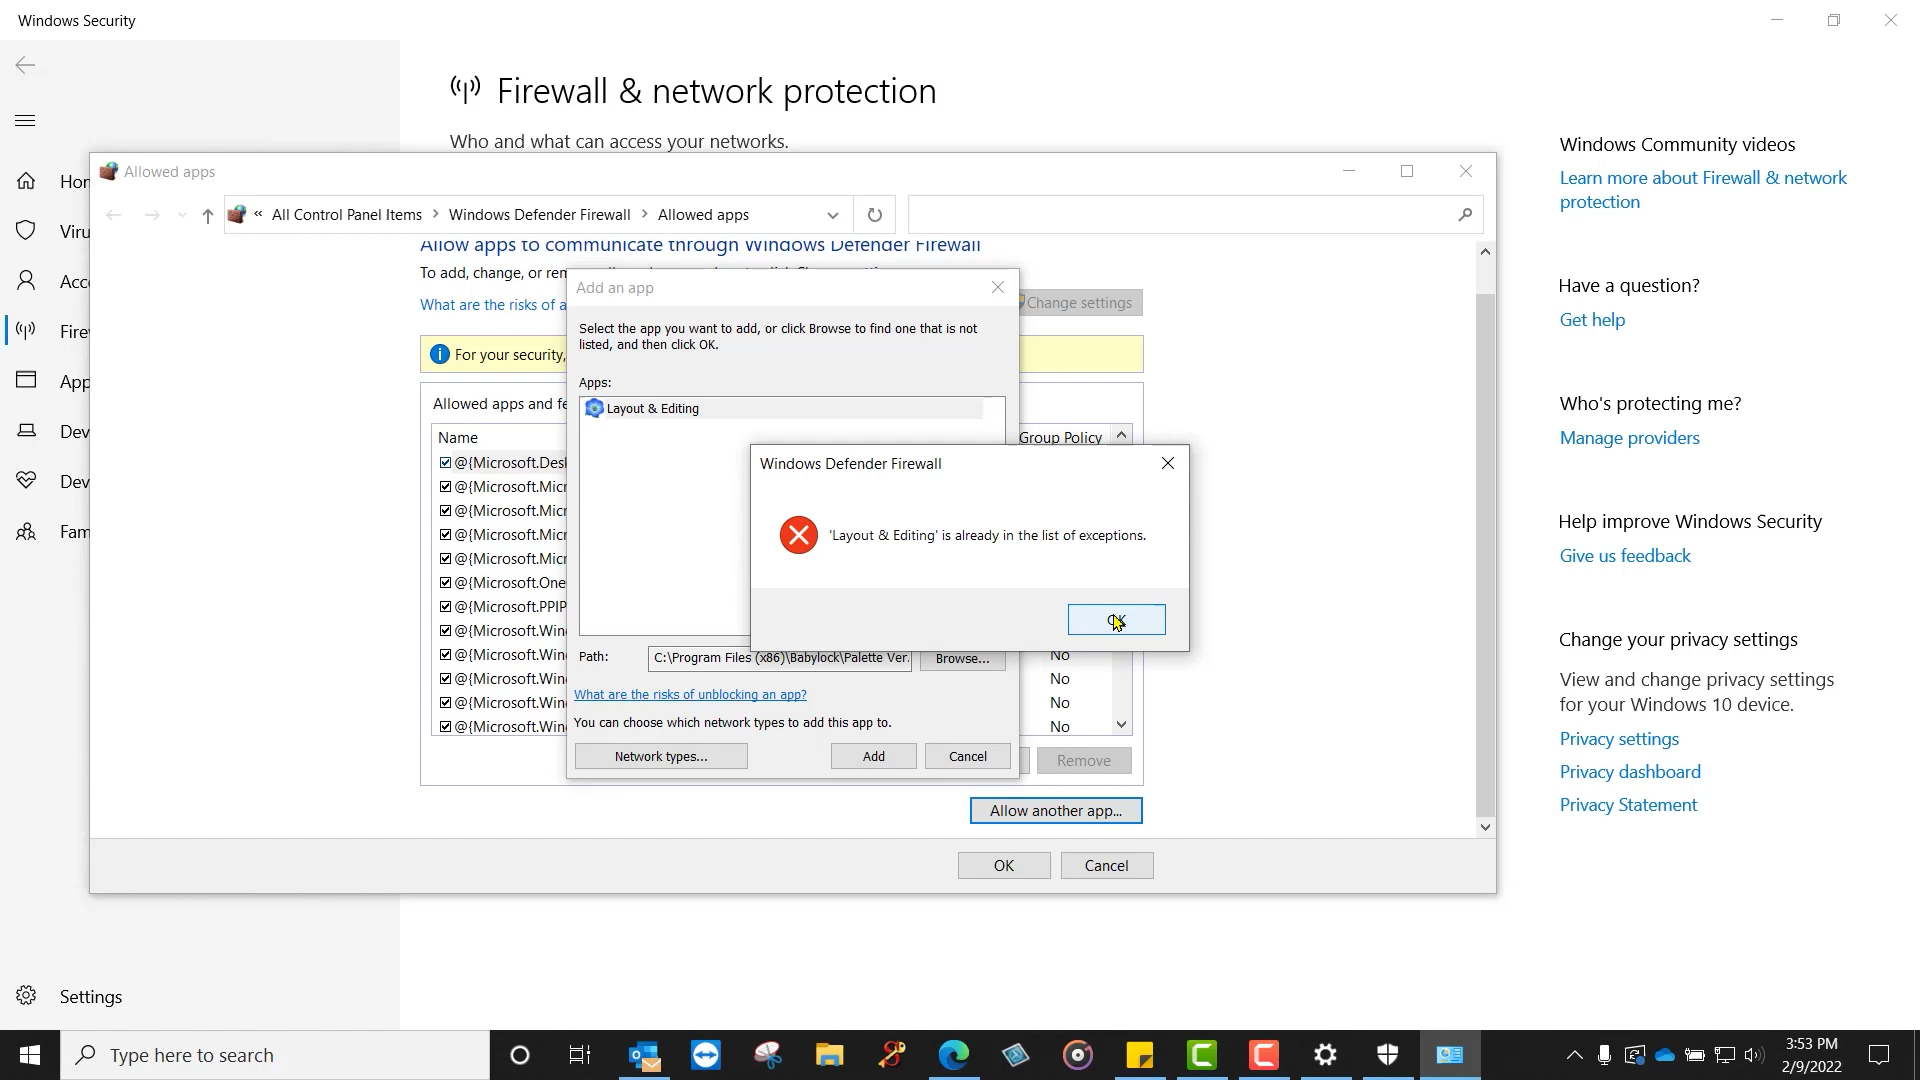 Windows Security
Firewall & network protection
Who and what can access your networks.
Allowed apps
« All Control Panel Items > Windows Defender Firewall > Allowed apps
Allow apps to communicate through Windows Defender Firewall
To add, change, or rem
What are the risks of a
Change settings
For your security,
Allowed apps and fe
Name
Group Policy
@{Microsoft.Desk
@{Microsoft.Micr
@{Microsoft.Micr
@{Microsoft.Micr
@{Microsoft.Micr
@{Microsoft.One
@{Microsoft.PPIP
@{Microsoft.Win
@{Microsoft.Win
No
@{Microsoft.Win
No
@{Microsoft.Win
No
@{Microsoft.Win
No
Remove
Allow another app...
OK
Cancel
Add an app
Select the app you want to add, or click Browse to find one that is not
listed, and then click OK.
Apps:
Layout & Editing
Path:
C:\Program Files (x86)\Babylock\Palette Ver.
Browse...
What are the risks of unblocking an app?
You can choose which network types to add this app to.
Network types...
Add
Cancel
Windows Defender Firewall
'Layout & Editing' is already in the list of exceptions.
OK
Hor
Viru
Acc
Fire
App
Dev
Dev
Fam
Settings
Windows Community videos
Learn more about Firewall & network
protection
Have a question?
Get help
Who's protecting me?
Manage providers
Help improve Windows Security
Give us feedback
Change your privacy settings
View and change privacy settings
for your Windows 10 device.
Privacy settings
Privacy dashboard
Privacy Statement
Type here to search
3:53 PM
2/9/2022